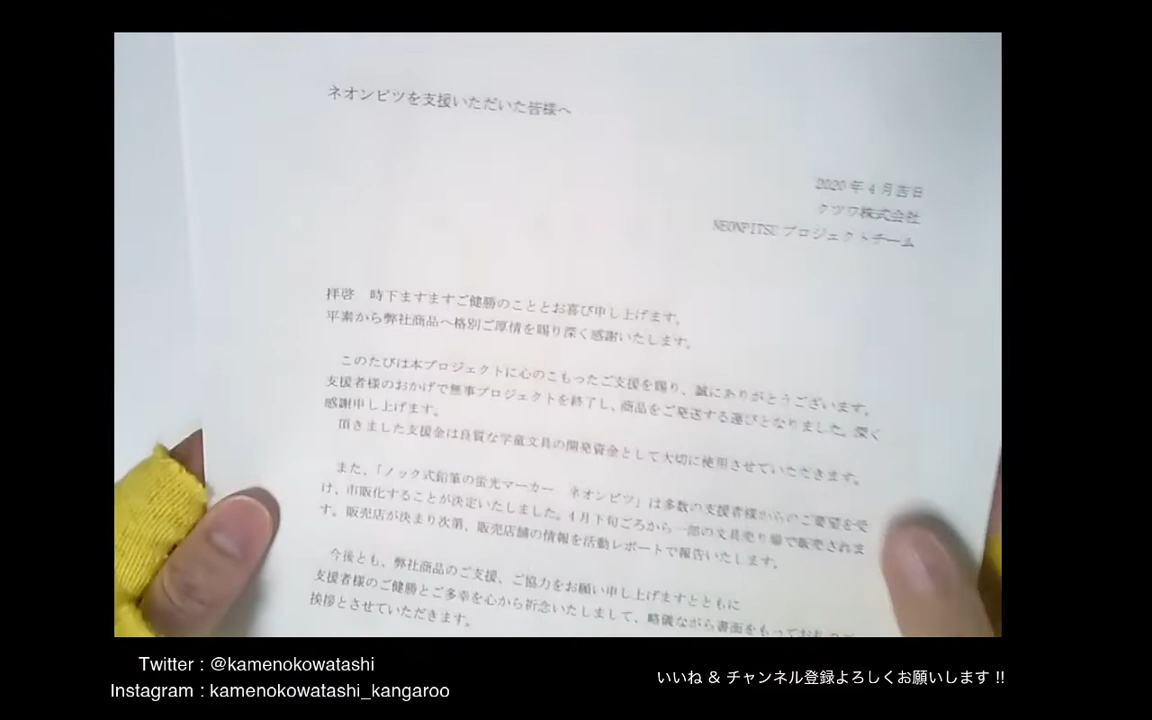 ネオンピツを支援いただいた皆様へ
2020年4月吉日
クツワ株式会社
NEONPITSU プロジェクトチーム
拝啓　時下ますますご健勝のこととお喜び申し上げます。
平素から弊社商品へ格別ご厚情を賜り深く感謝いたします。
このたびは本プロジェクトに心のこもったご支援を賜り、誠にありがとうございます。
支援者様のおかげで無事プロジェクトを終了し、商品をご発送する運びとなりました。深く
感謝申し上げます。
頂きました支援金は良質な学童文具の開発資金として大切に使用させていただきます。
また、「ノック式鉛筆の蛍光マーカー　ネオンピツ」は多数の支援者様からのご要望を受
け、市販化することが決定いたしました。4月下旬ごろから一部の文具売り場で販売されま
す。販売店が決まり次第、販売店舗の情報を活動レポートで報告いたします。
今後とも、弊社商品のご支援、ご協力をお願い申し上げますとともに
支援者様のご健勝とご多幸を心から祈念いたしまして、略儀ながら書面をもって
挨拶とさせていただきます。
Twitter : @kamenokowatashi
Instagram : kamenokowatashi_kangaroo
いいね & チャンネル登録よろしくお願いします !!